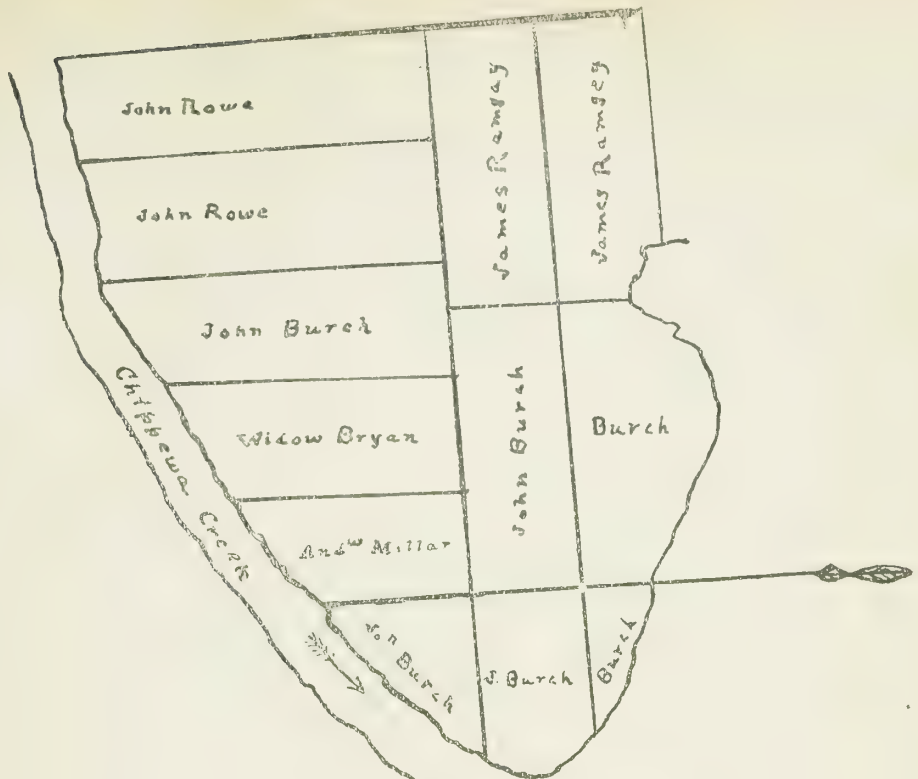 John Rowe
John Rowe
John Burch
Widow Bryan
Andw Millar
Jon Burch
James Ramsay
James Ramsey
John Burch
Burch
J. Burch
Burch
Chippewa Creek